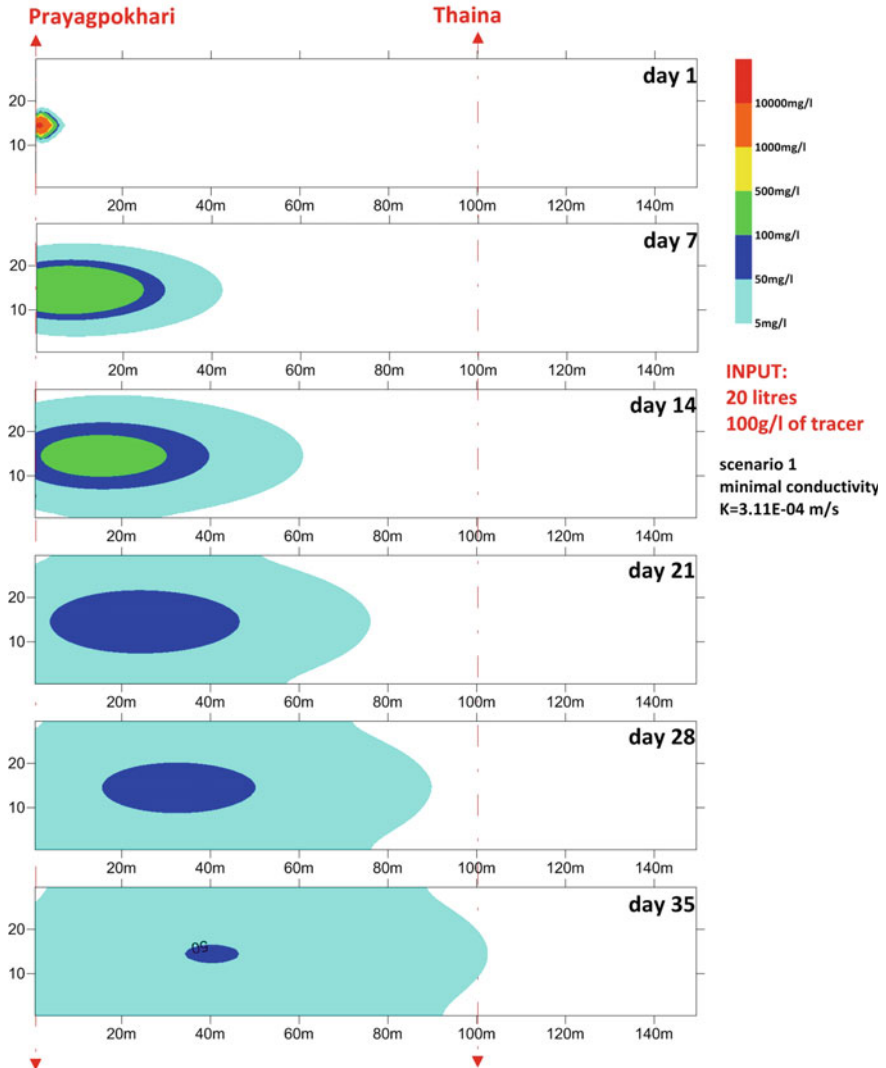 Prayagpokhari
Thaina
day 1
20
10
20m 40m 60m 80m 100m 120m 140m
day 7
20
10
20m 40m 60m 80m 100m 120m 140m
day 14
20
10
20m 40m 60m 80m 100m 120m 140m
day 21
20
10
20m 40m 60m 80m 100m 120m 140m
day 28
20
10
20m 40m 60m 80m 100m 120m 140m
day 35
20
10
50
20m 40m 60m 80m 100m 120m 140m
10000mg/l
1000mg/l
500mg/l
100mg/l
50mg/l
5mg/l
INPUT:
20 litres
100g/l of tracer
scenario 1
minimal conductivity
K=3.11E-04 m/s